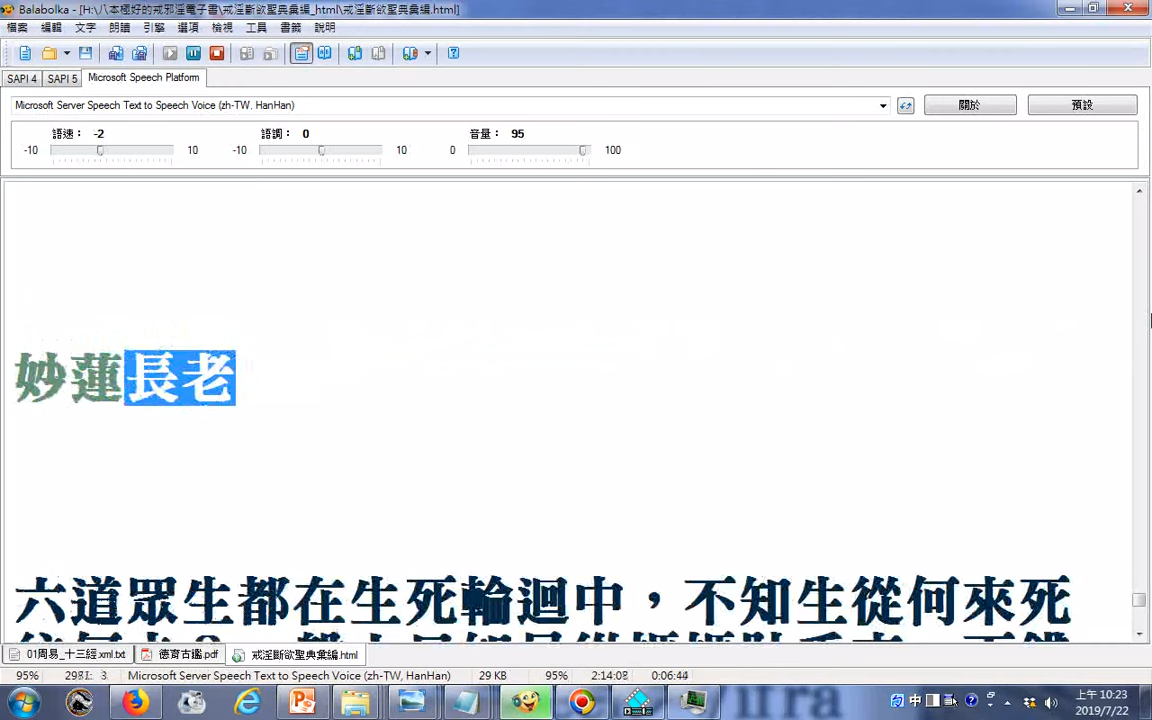 Balabolka - [H:\八本極好的戒邪淫電子書\戒淫斷欲聖典彙編_html\戒淫斷欲聖典彙編.html]
檔案 編輯 文字 朗讀 引擎 選項 檢視 工具 書籤 說明
SAPI 4 SAPI 5 Microsoft Speech Platform
Microsoft Server Speech Text to Speech Voice (zh-TW, HanHan) 關於 預設
語速： -2 語調： 0 音量： 95
-10 10 -10 10 0 100
妙蓮長老
六道眾生都在生死輪迴中，不知生從何來死
01周易_十三經.xml.txt 德育古鑑.pdf 戒淫斷欲聖典彙編.html
95% 2981: 3 Microsoft Server Speech Text to Speech Voice (zh-TW, HanHan) 29 KB 95% 2:14:08 0:06:44
中 上午 10:23
2019/7/22